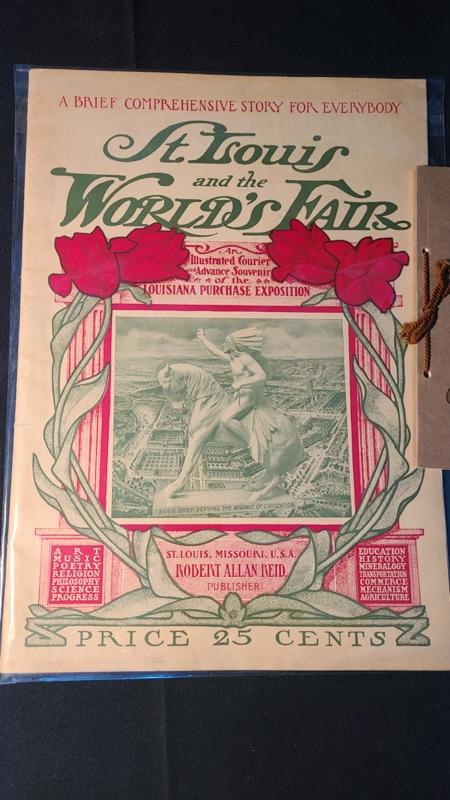 A BRIEF COMPREHENSIVE STORY FOR EVERYBODY
St Louis
and the
WORLD'S FAIR
An
Illustrated Courier
and Advance Souvenir
of the
LOUISIANA PURCHASE EXPOSITION
SIOUX CHIEF DEFYING THE ADVANCE OF CIVILIZATION
ART
MUSIC
POETRY
RELIGION
PHILOSOPHY
SCIENCE
PROGRESS
ST. LOUIS, MISSOURI, U.S.A.
ROBERT ALLAN REID.
PUBLISHER
EDUCATION
HISTORY
MINERALOGY
TRANSPORTATION
COMMERCE
MECHANISM
AGRICULTURE
PRICE 25 CENTS